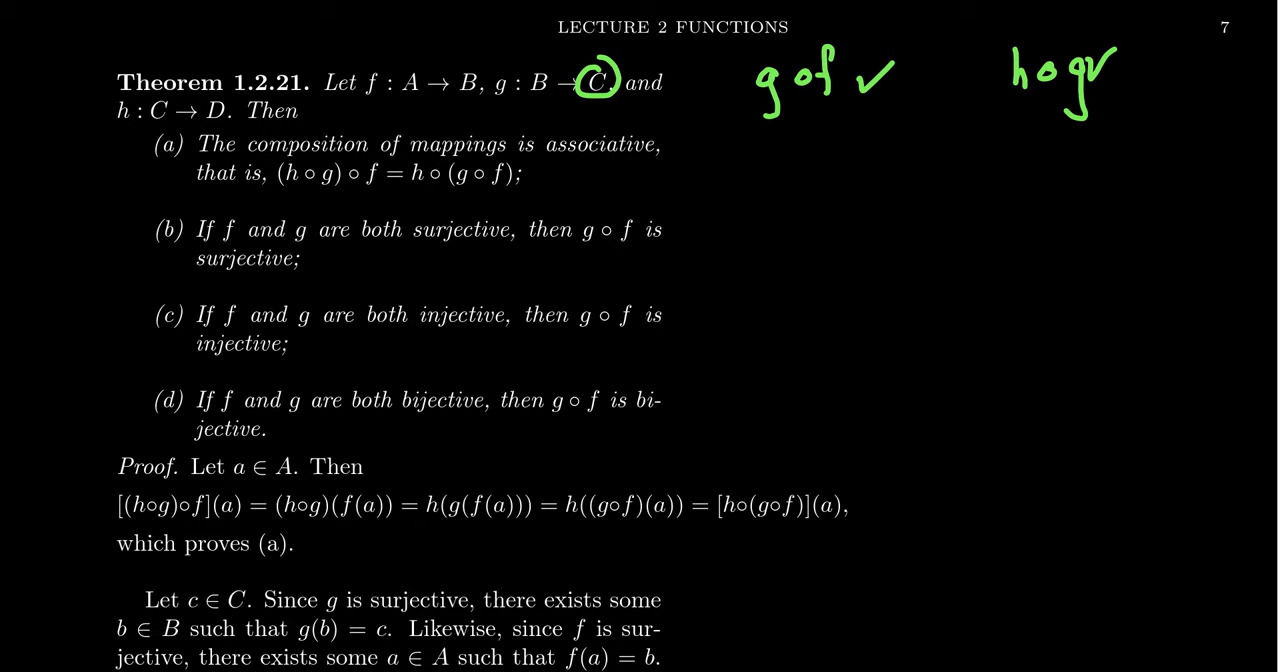 LECTURE 2 FUNCTIONS 7
Theorem 1.2.21. Let f : A → B, g : B → C, and
h : C → D. Then
g∘f ✓ h∘g✓
(a) The composition of mappings is associative,
that is, (h ∘ g) ∘ f = h ∘ (g ∘ f);
(b) If f and g are both surjective, then g ∘ f is
surjective;
(c) If f and g are both injective, then g ∘ f is
injective;
(d) If f and g are both bijective, then g ∘ f is bi-
jective.
Proof. Let a ∈ A. Then
[(h∘g)∘f](a) = (h∘g)(f(a)) = h(g(f(a))) = h((g∘f)(a)) = [h∘(g∘f)](a),
which proves (a).
Let c ∈ C. Since g is surjective, there exists some
b ∈ B such that g(b) = c. Likewise, since f is sur-
jective, there exists some a ∈ A such that f(a) = b.